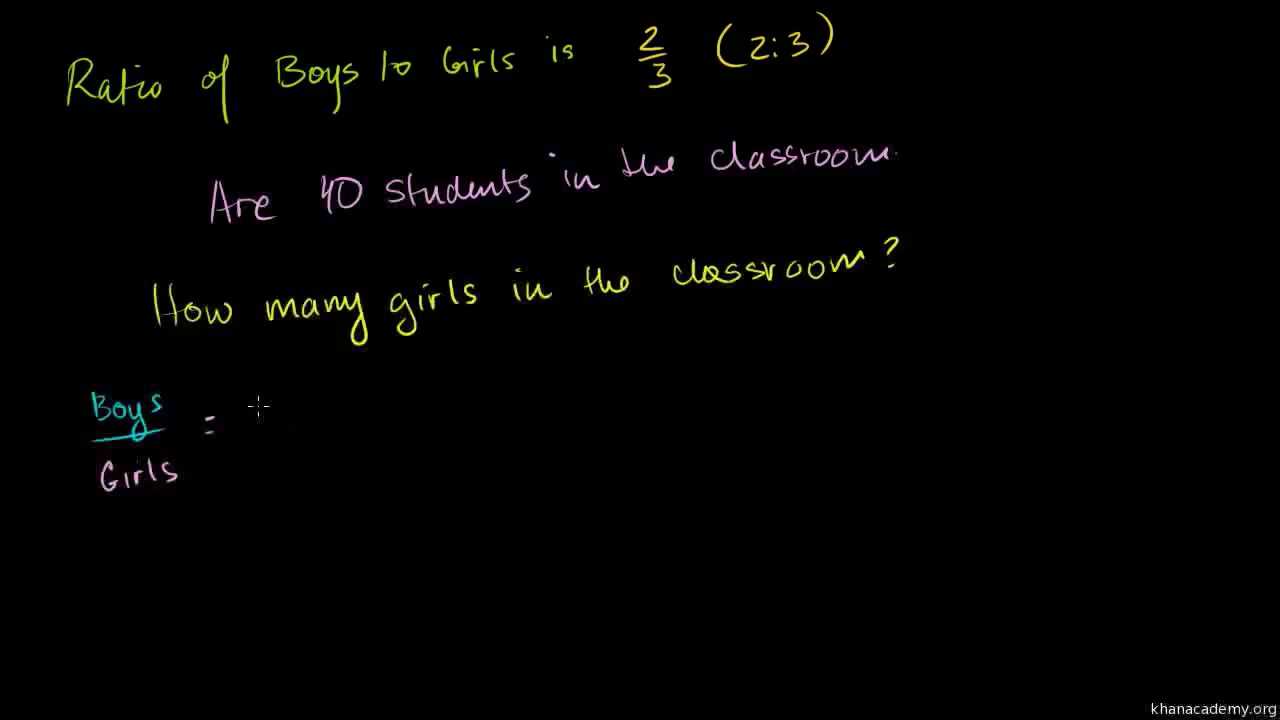 Ratio of Boys to Girls is 2/3 (2:3)
Are 40 students in the classroom.
How many girls in the classroom?
Boys
=
Girls
khanacademy.org